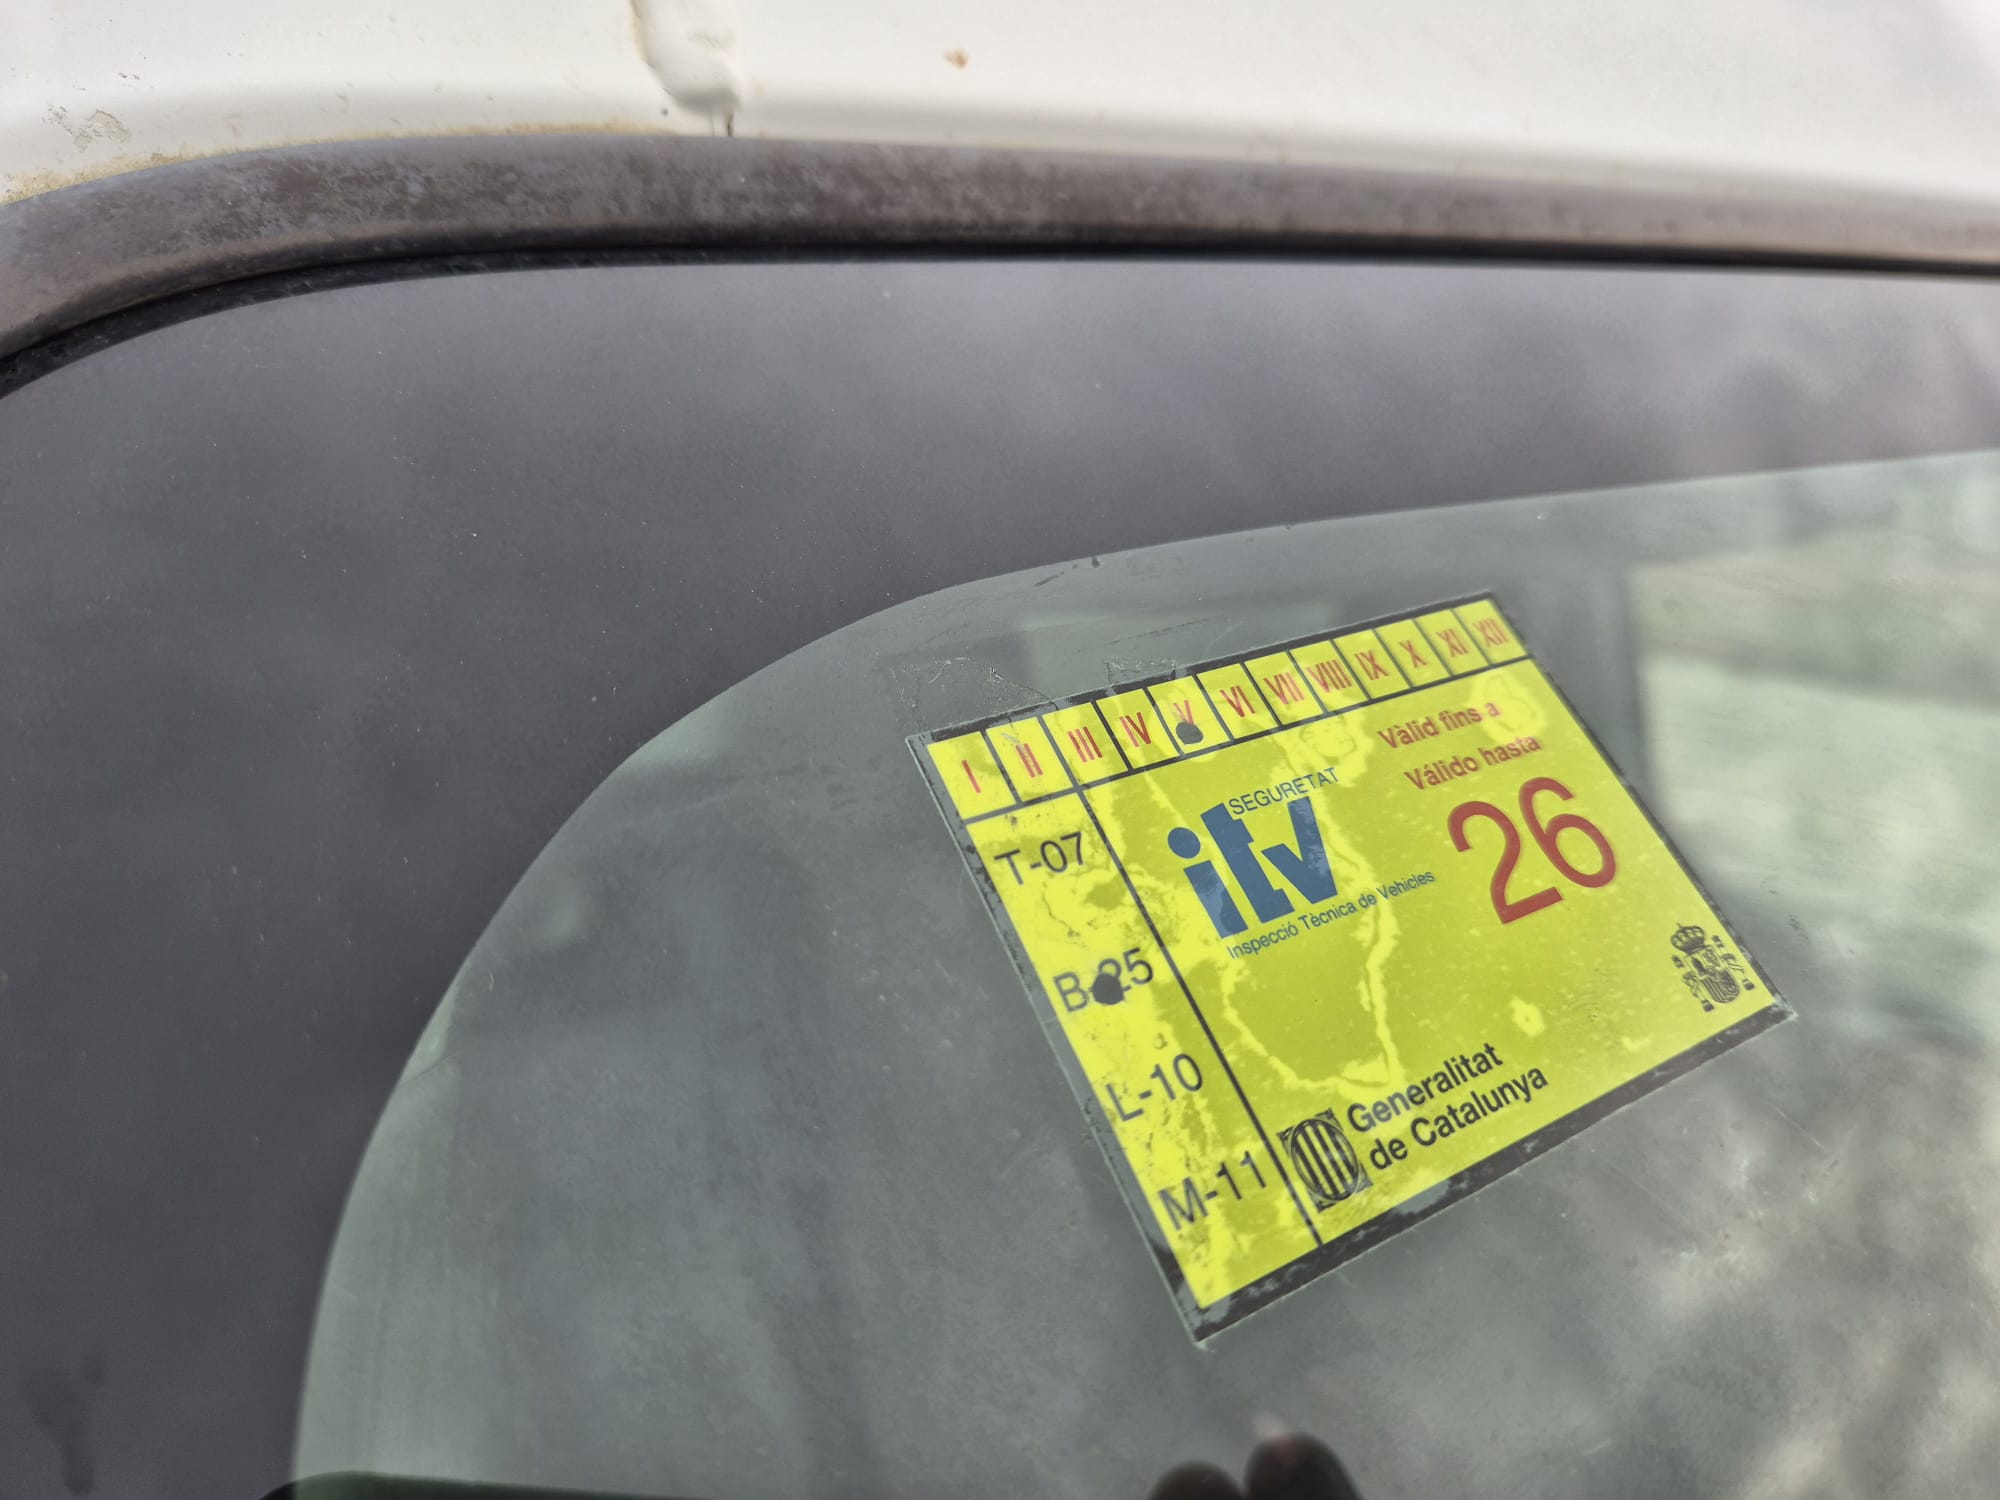 I II III IV V VI VII VIII IX X XI XII
Vàlid fins a
Válido hasta
26
SEGURETAT
itv
Inspecció Tècnica de Vehicles
T-07
B-25
L-10
M-11
Generalitat
de Catalunya